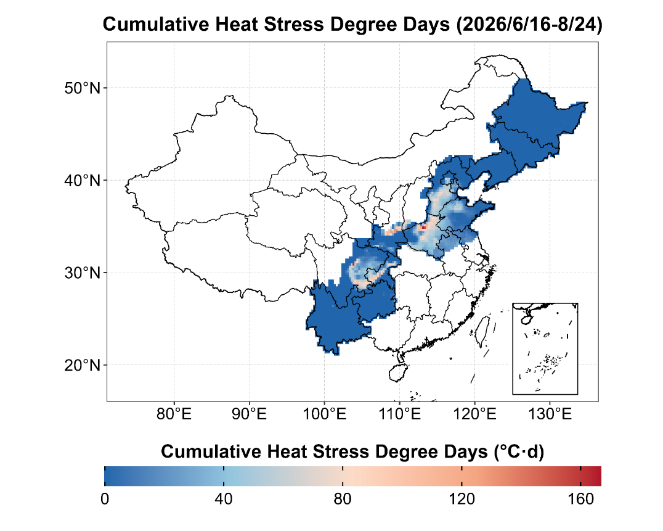 Cumulative Heat Stress Degree Days (2026/6/16-8/24)
50°N
40°N
30°N
20°N
80°E 90°E 100°E 110°E 120°E 130°E
Cumulative Heat Stress Degree Days (°C·d)
0 40 80 120 160